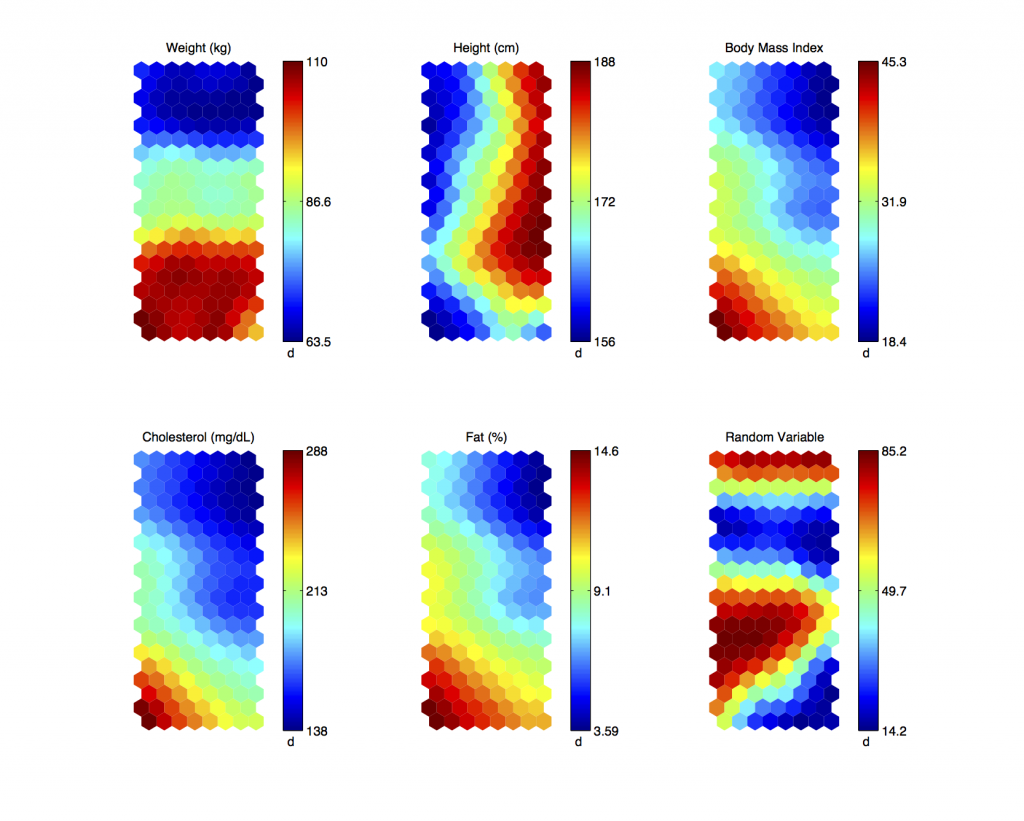 Weight (kg)
110
86.6
63.5
d
Height (cm)
188
172
156
d
Body Mass Index
45.3
31.9
18.4
d
Cholesterol (mg/dL)
288
213
138
d
Fat (%)
14.6
9.1
3.59
d
Random Variable
85.2
49.7
14.2
d